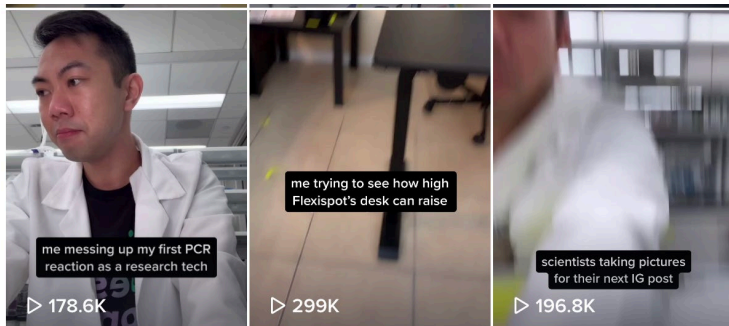 me messing up my first PCR
reaction as a research tech
178.6K
me trying to see how high
Flexispot's desk can raise
299K
scientists taking pictures
for their next IG post
196.8K